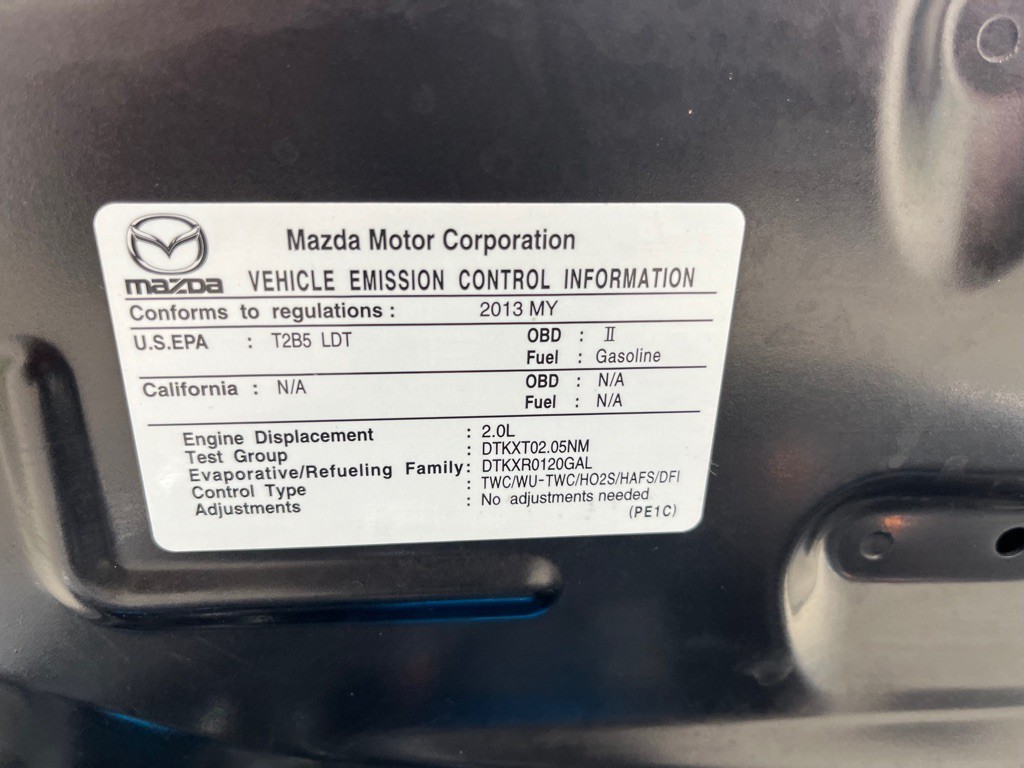 mazda
Mazda Motor Corporation
VEHICLE EMISSION CONTROL INFORMATION
Conforms to regulations : 2013 MY
U.S.EPA : T2B5 LDT OBD : II
Fuel : Gasoline
California : N/A OBD : N/A
Fuel : N/A
Engine Displacement : 2.0L
Test Group : DTKXT02.05NM
Evaporative/Refueling Family : DTKXR0120GAL
Control Type : TWC/WU-TWC/HO2S/HAFS/DFI
Adjustments : No adjustments needed
(PE1C)